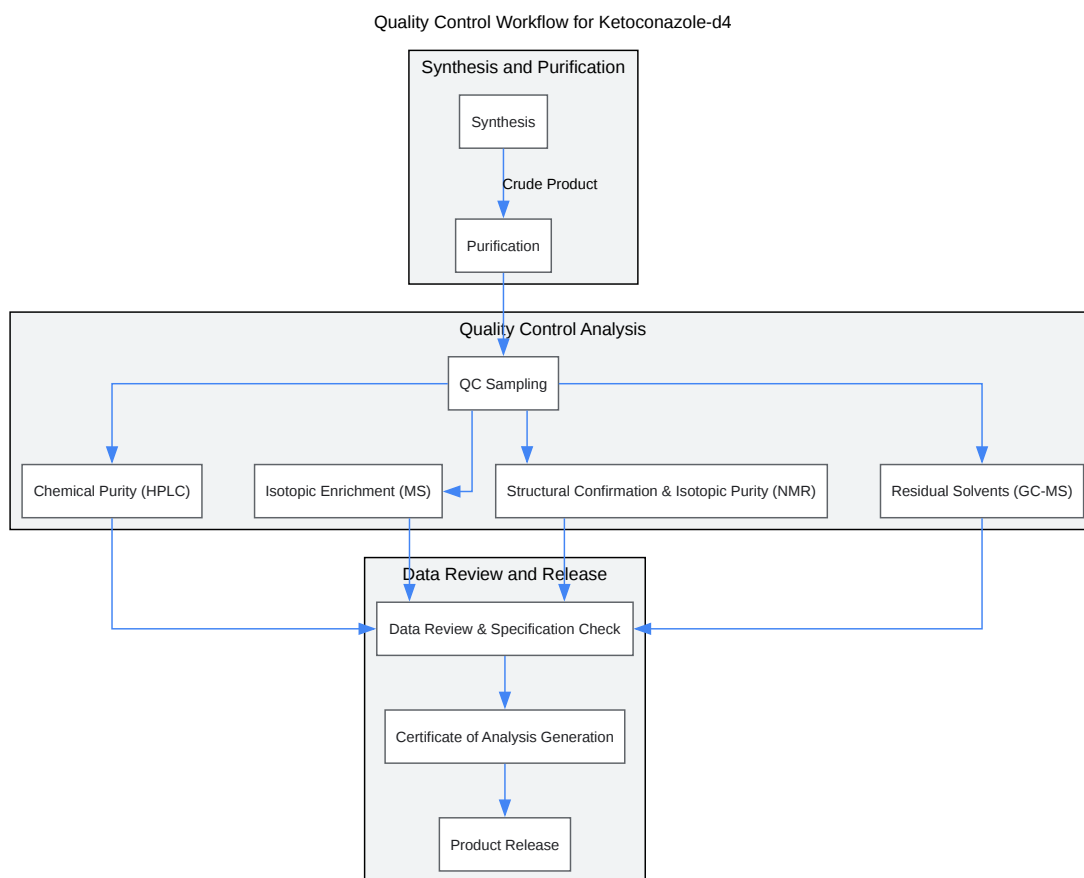 Quality Control Workflow for Ketoconazole-d4
Synthesis and Purification
Synthesis
Crude Product
Purification
Quality Control Analysis
QC Sampling
Chemical Purity (HPLC)
Isotopic Enrichment (MS)
Structural Confirmation & Isotopic Purity (NMR)
Residual Solvents (GC-MS)
Data Review and Release
Data Review & Specification Check
Certificate of Analysis Generation
Product Release